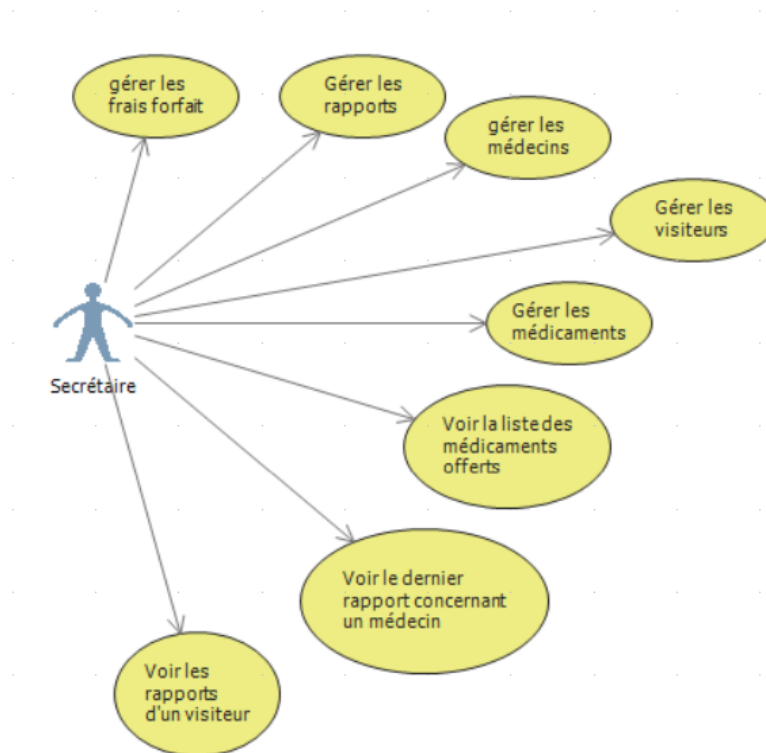 gérer les
frais forfait
Gérer les
rapports
gérer les
médecins
Gérer les
visiteurs
Gérer les
médicaments
Secrétaire
Voir la liste des
médicaments
offerts
Voir le dernier
rapport concernant
un médecin
Voir les
rapports
d'un visiteur